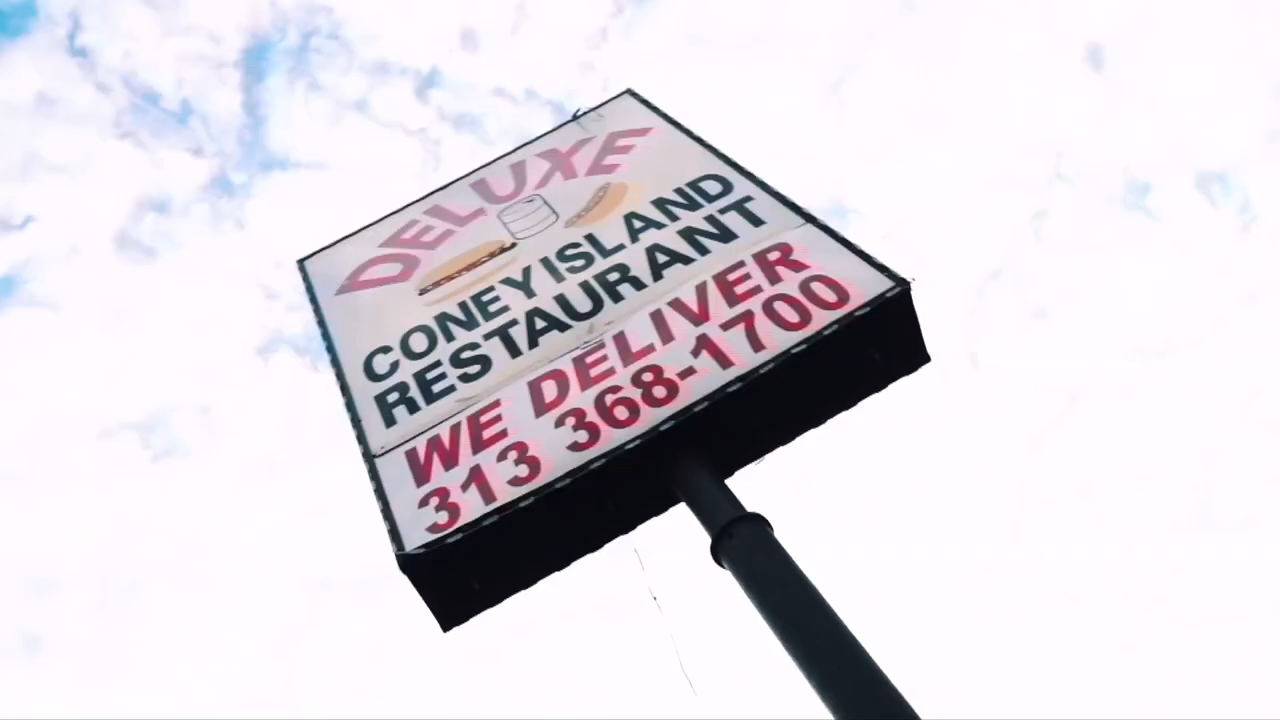 DELUXE
CONEY ISLAND
RESTAURANT
WE DELIVER
313 368-1700